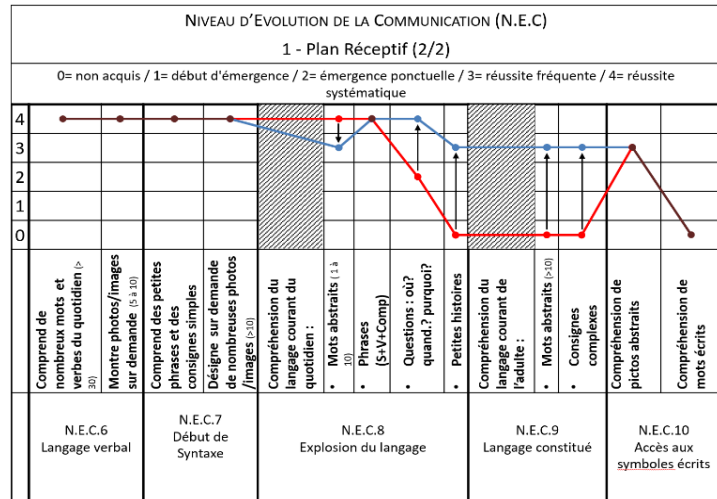 NIVEAU D'EVOLUTION DE LA COMMUNICATION (N.E.C)
1 - Plan Réceptif (2/2)
0= non acquis / 1= début d'émergence / 2= émergence ponctuelle / 3= réussite fréquente / 4= réussite
systématique
4
3
2
1
0
Comprend de
nombreux mots et
verbes du quotidien (>
30)
Montre photos/images
sur demande (5 à 10)
Comprend des petites
phrases et des
consignes simples
Désigne sur demande
de nombreuses photos
/images (>10)
Compréhension du
langage courant du
quotidien :
• Mots abstraits ( 1 à
10)
• Phrases
(S+V+Comp)
• Questions : où?
quand.? purquoi?
• Petites histoires
Compréhension du
langage courant de
l'adulte :
• Mots abstraits (>10)
• Consignes
complexes
Compréhension de
pictos abstraits
Compréhension de
mots écrits
N.E.C.6
Langage verbal
N.E.C.7
Début de
Syntaxe
N.E.C.8
Explosion du langage
N.E.C.9
Langage constitué
N.E.C.10
Accès aux
symboles écrits